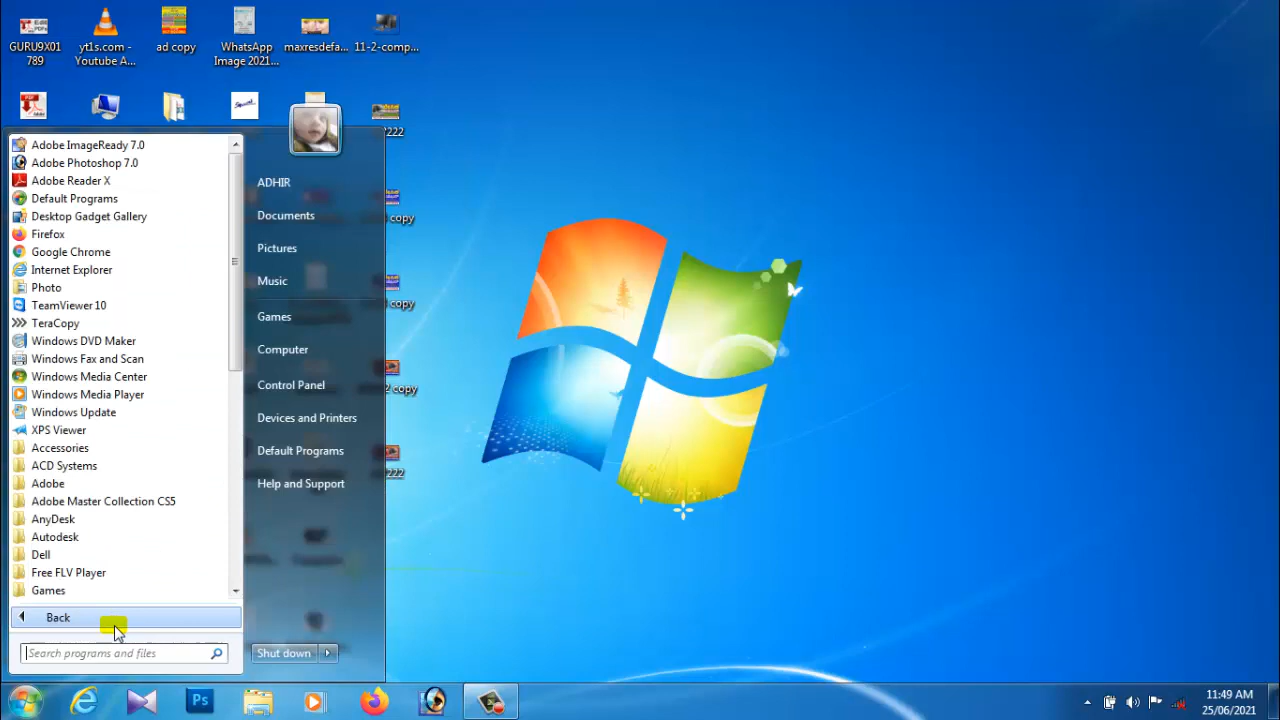 GURU9X01
789
yt1s.com -
Youtube A...
ad copy
WhatsApp
Image 2021...
maxresdefa...
11-2-comp...
222
copy
copy
2 copy
222
Adobe ImageReady 7.0
Adobe Photoshop 7.0
Adobe Reader X
Default Programs
Desktop Gadget Gallery
Firefox
Google Chrome
Internet Explorer
Photo
TeamViewer 10
TeraCopy
Windows DVD Maker
Windows Fax and Scan
Windows Media Center
Windows Media Player
Windows Update
XPS Viewer
Accessories
ACD Systems
Adobe
Adobe Master Collection CS5
AnyDesk
Autodesk
Dell
Free FLV Player
Games
Back
Search programs and files
ADHIR
Documents
Pictures
Music
Games
Computer
Control Panel
Devices and Printers
Default Programs
Help and Support
Shut down
Ps
11:49 AM
25/06/2021